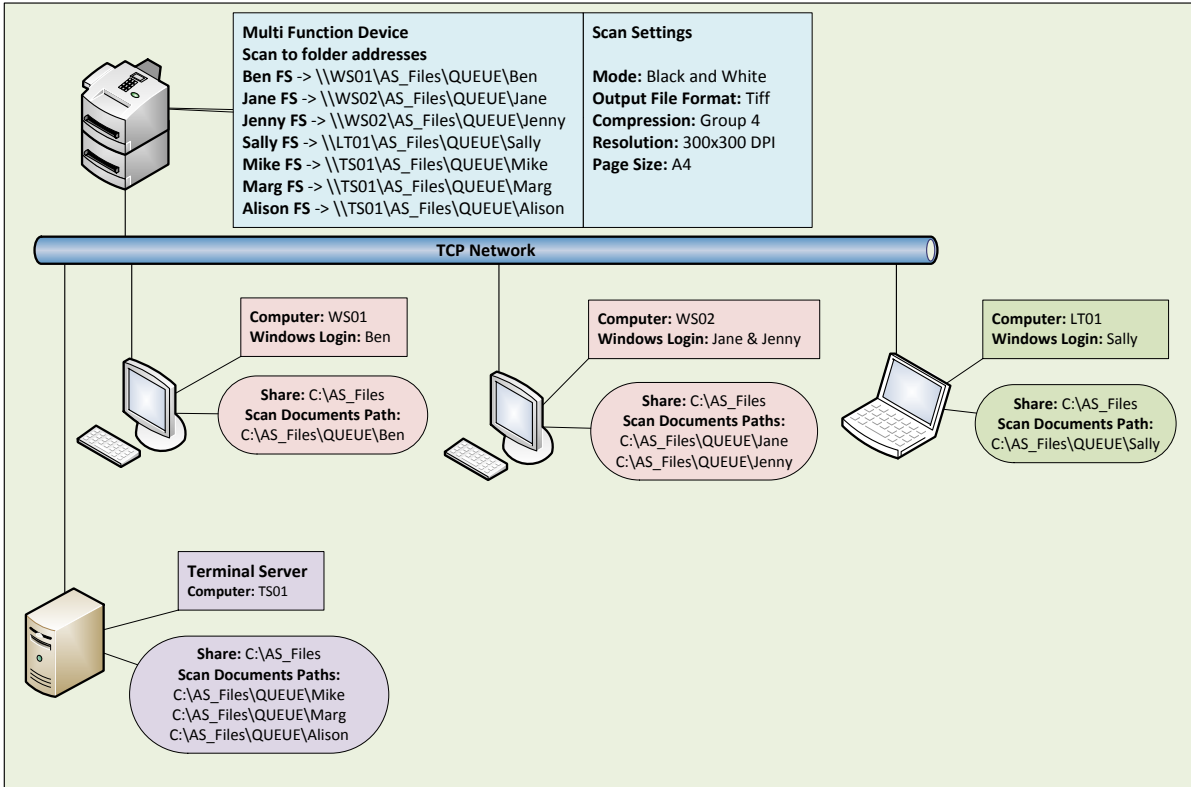 Multi Function Device
Scan to folder addresses
Ben FS -> \\WS01\AS_Files\QUEUE\Ben
Jane FS -> \\WS02\AS_Files\QUEUE\Jane
Jenny FS -> \\WS02\AS_Files\QUEUE\Jenny
Sally FS -> \\LT01\AS_Files\QUEUE\Sally
Mike FS -> \\TS01\AS_Files\QUEUE\Mike
Marg FS -> \\TS01\AS_Files\QUEUE\Marg
Alison FS -> \\TS01\AS_Files\QUEUE\Alison
Scan Settings
Mode: Black and White
Output File Format: Tiff
Compression: Group 4
Resolution: 300x300 DPI
Page Size: A4
TCP Network
Computer: WS01
Windows Login: Ben
Share: C:\AS_Files
Scan Documents Path:
C:\AS_Files\QUEUE\Ben
Computer: WS02
Windows Login: Jane & Jenny
Share: C:\AS_Files
Scan Documents Paths:
C:\AS_Files\QUEUE\Jane
C:\AS_Files\QUEUE\Jenny
Computer: LT01
Windows Login: Sally
Share: C:\AS_Files
Scan Documents Path:
C:\AS_Files\QUEUE\Sally
Terminal Server
Computer: TS01
Share: C:\AS_Files
Scan Documents Paths:
C:\AS_Files\QUEUE\Mike
C:\AS_Files\QUEUE\Marg
C:\AS_Files\QUEUE\Alison